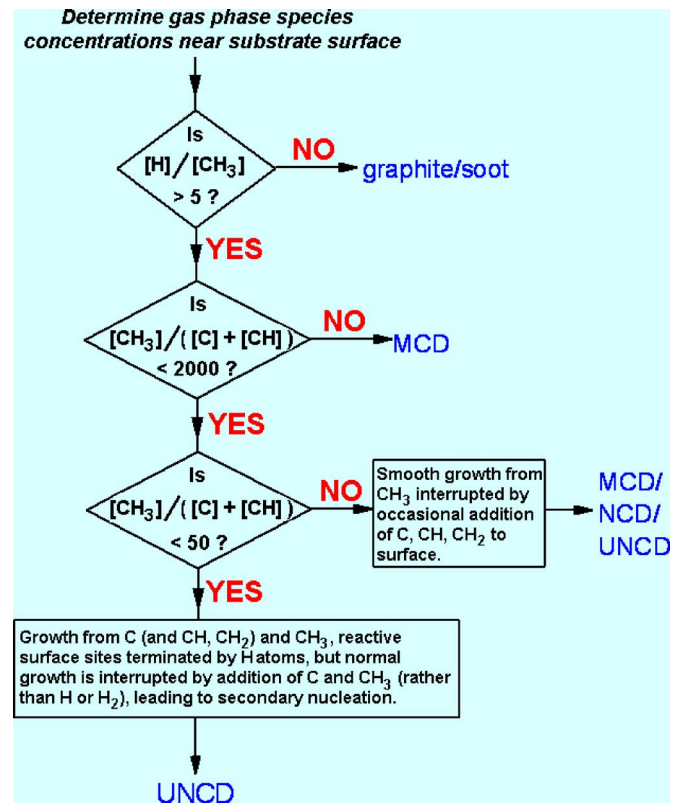 Determine gas phase species
concentrations near substrate surface
Is
[H]/[CH₃]
> 5 ?
NO
graphite/soot
YES
Is
[CH₃]/([C]+[CH])
< 2000 ?
NO
MCD
YES
Is
[CH₃]/([C]+[CH])
< 50 ?
NO
Smooth growth from
CH₃ interrupted by
occasional addition
of C, CH, CH₂ to
surface.
MCD/
NCD/
UNCD
YES
Growth from C (and CH, CH₂) and CH₃, reactive
surface sites terminated by H atoms, but normal
growth is interrupted by addition of C and CH₃ (rather
than H or H₂), leading to secondary nucleation.
UNCD